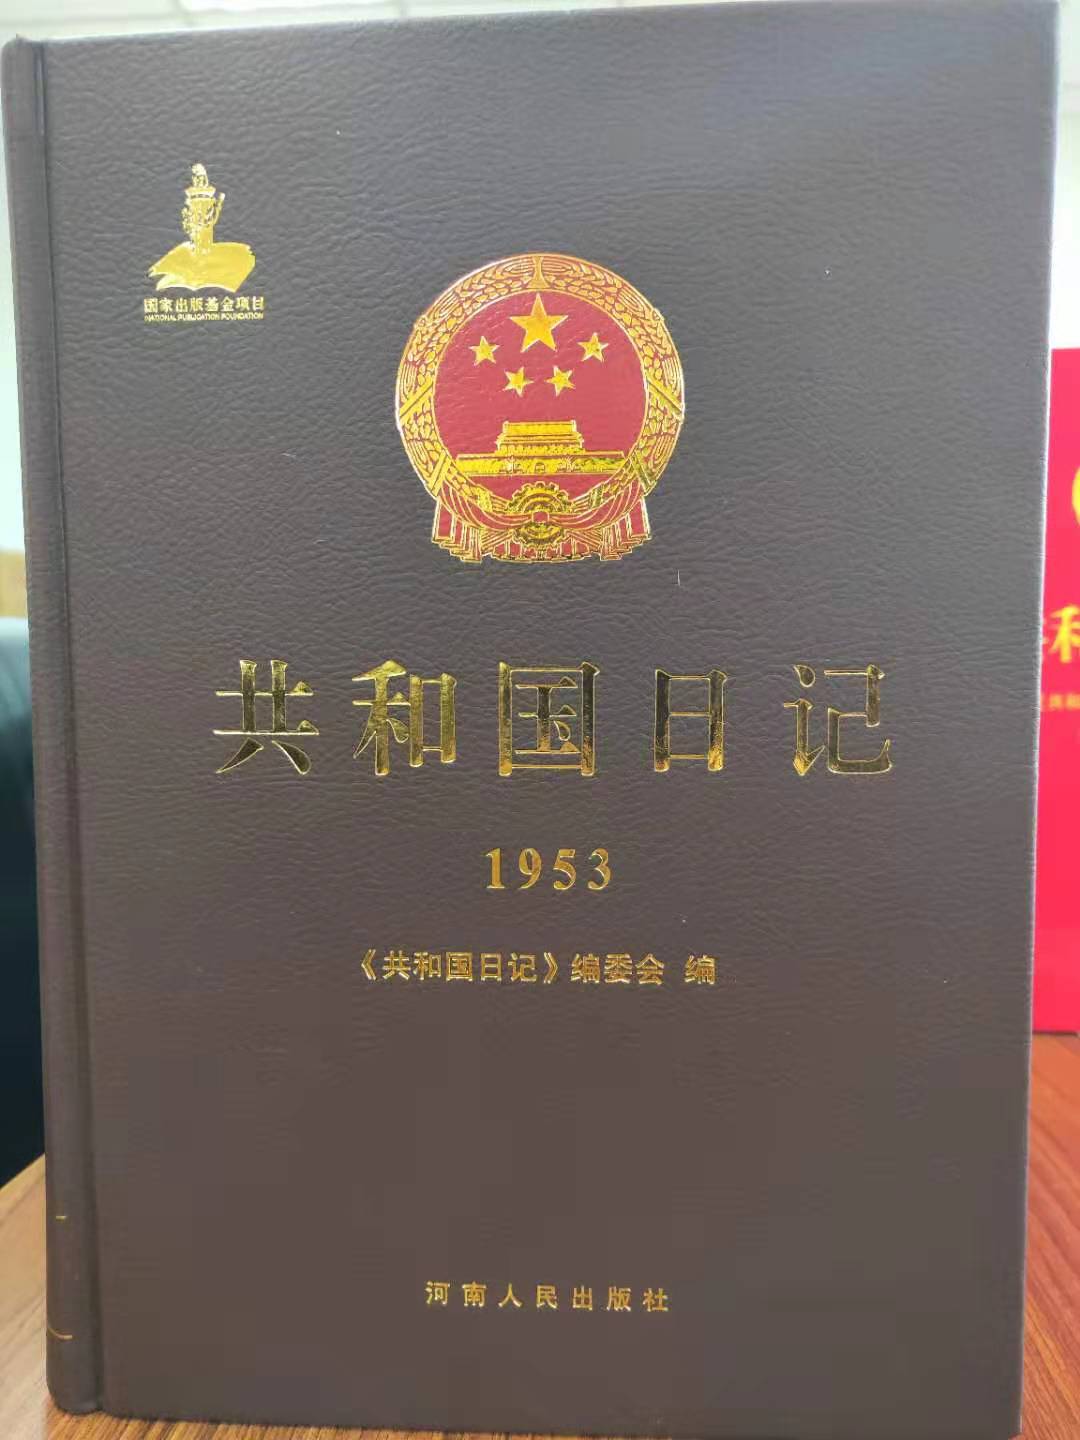 国家出版基金项目
NATIONAL PUBLICATION FOUNDATION
共和国日记
1953
《共和国日记》编委会 编
河南人民出版社